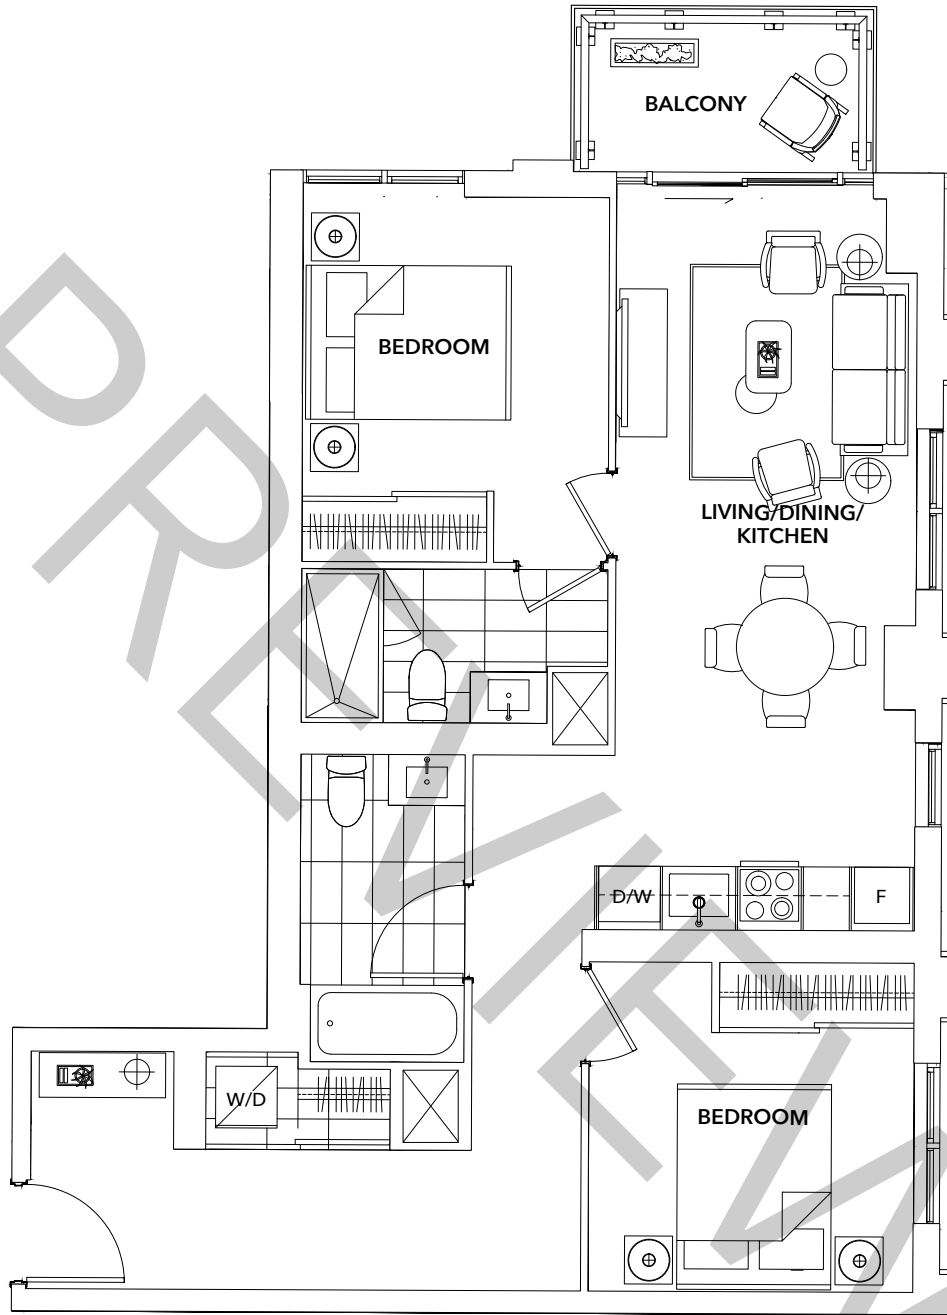 BALCONY
BEDROOM
LIVING/DINING/
KITCHEN
D/W
F
W/D
BEDROOM
PREVIEW